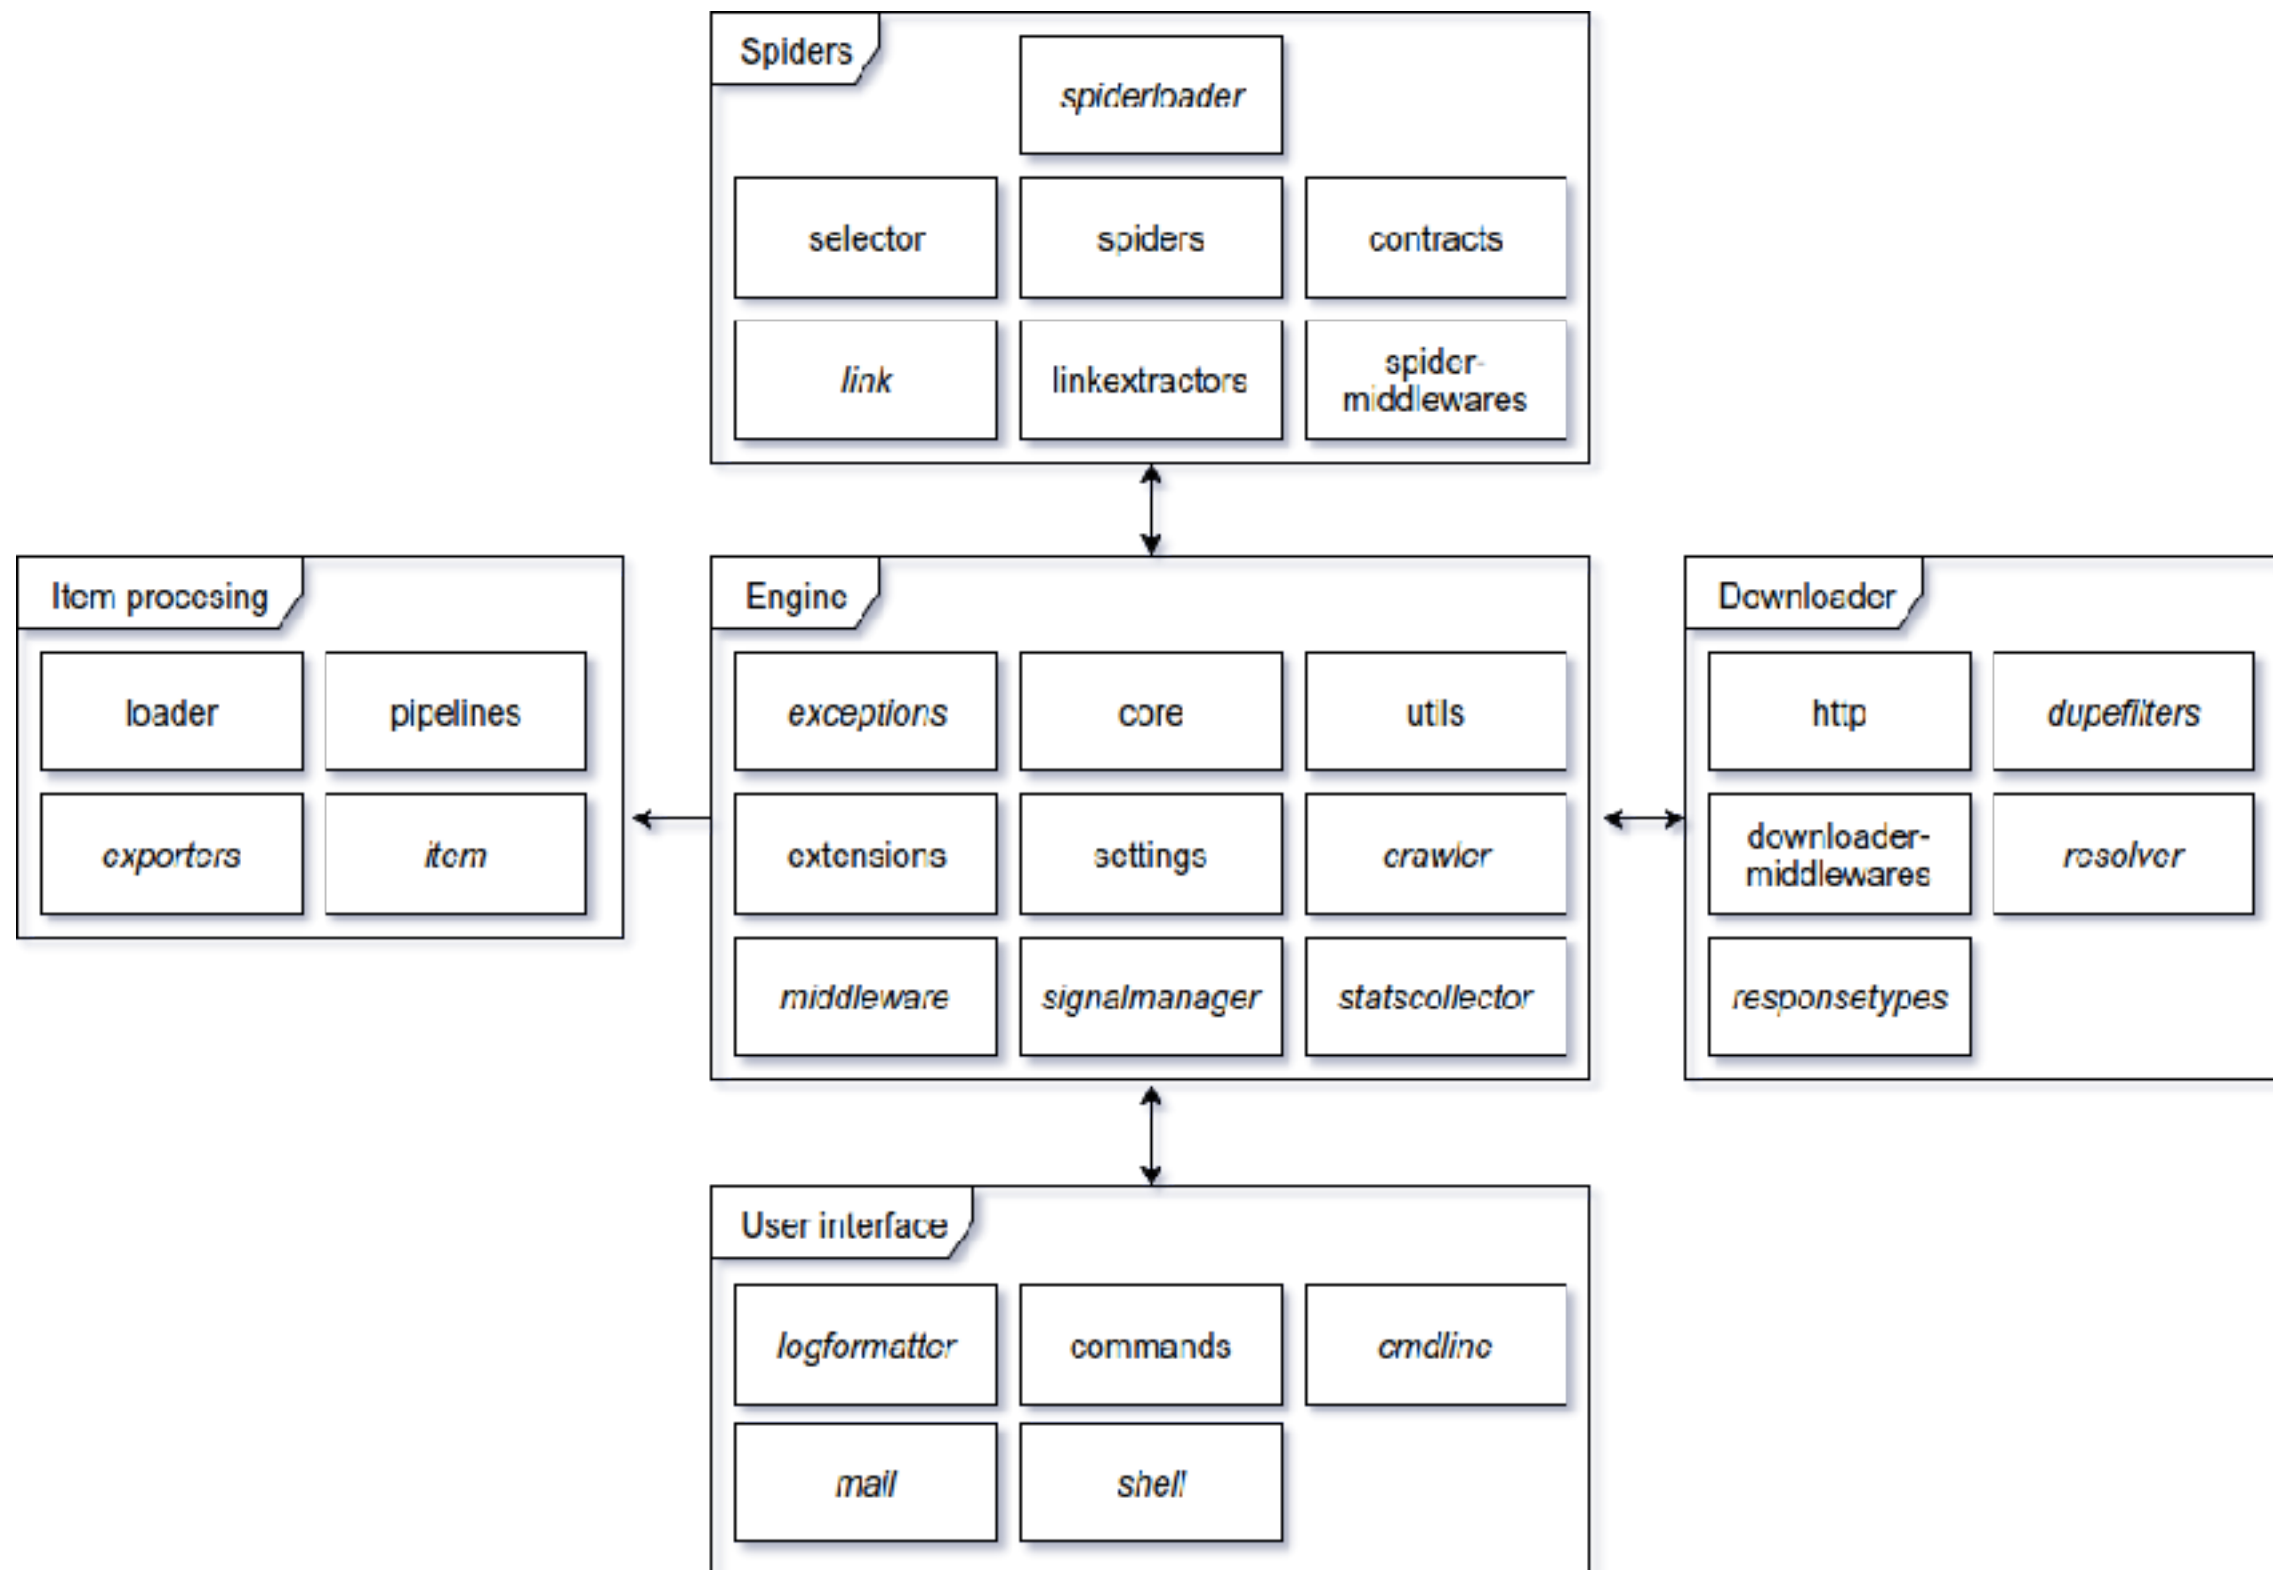 Spiders
spiderloader
selector
spiders
contracts
link
linkextractors
spider-
middlewares
Item procesing
loader
pipelines
exporters
item
Engine
exceptions
core
utils
extensions
settings
crawler
middleware
signalmanager
statscollector
Downloader
http
dupefilters
downloader-
middlewares
resolver
responsetypes
User interface
logformatter
commands
cmdline
mail
shell